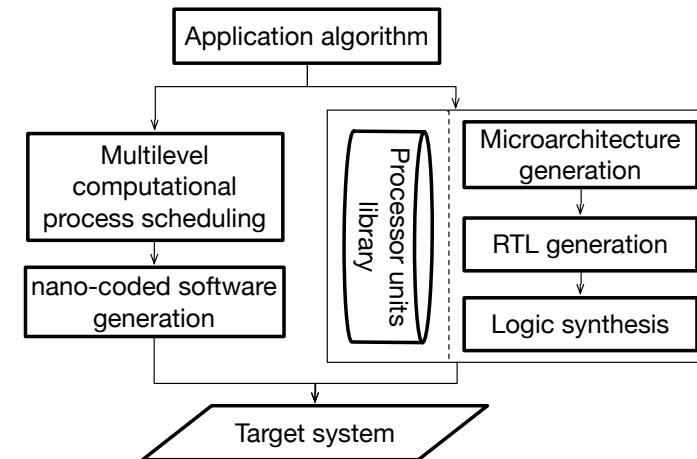 Application algorithm
Multilevel
computational
process scheduling
nano-coded software
generation
Processor units
library
Microarchitecture
generation
RTL generation
Logic synthesis
Target system